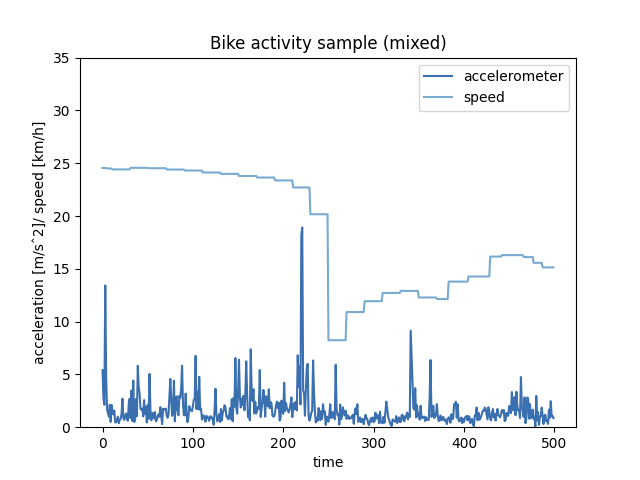 Bike activity sample (mixed)
accelerometer
speed
35
30
25
20
15
10
5
0
acceleration [m/sˆ2]/ speed [km/h]
0 100 200 300 400 500
time